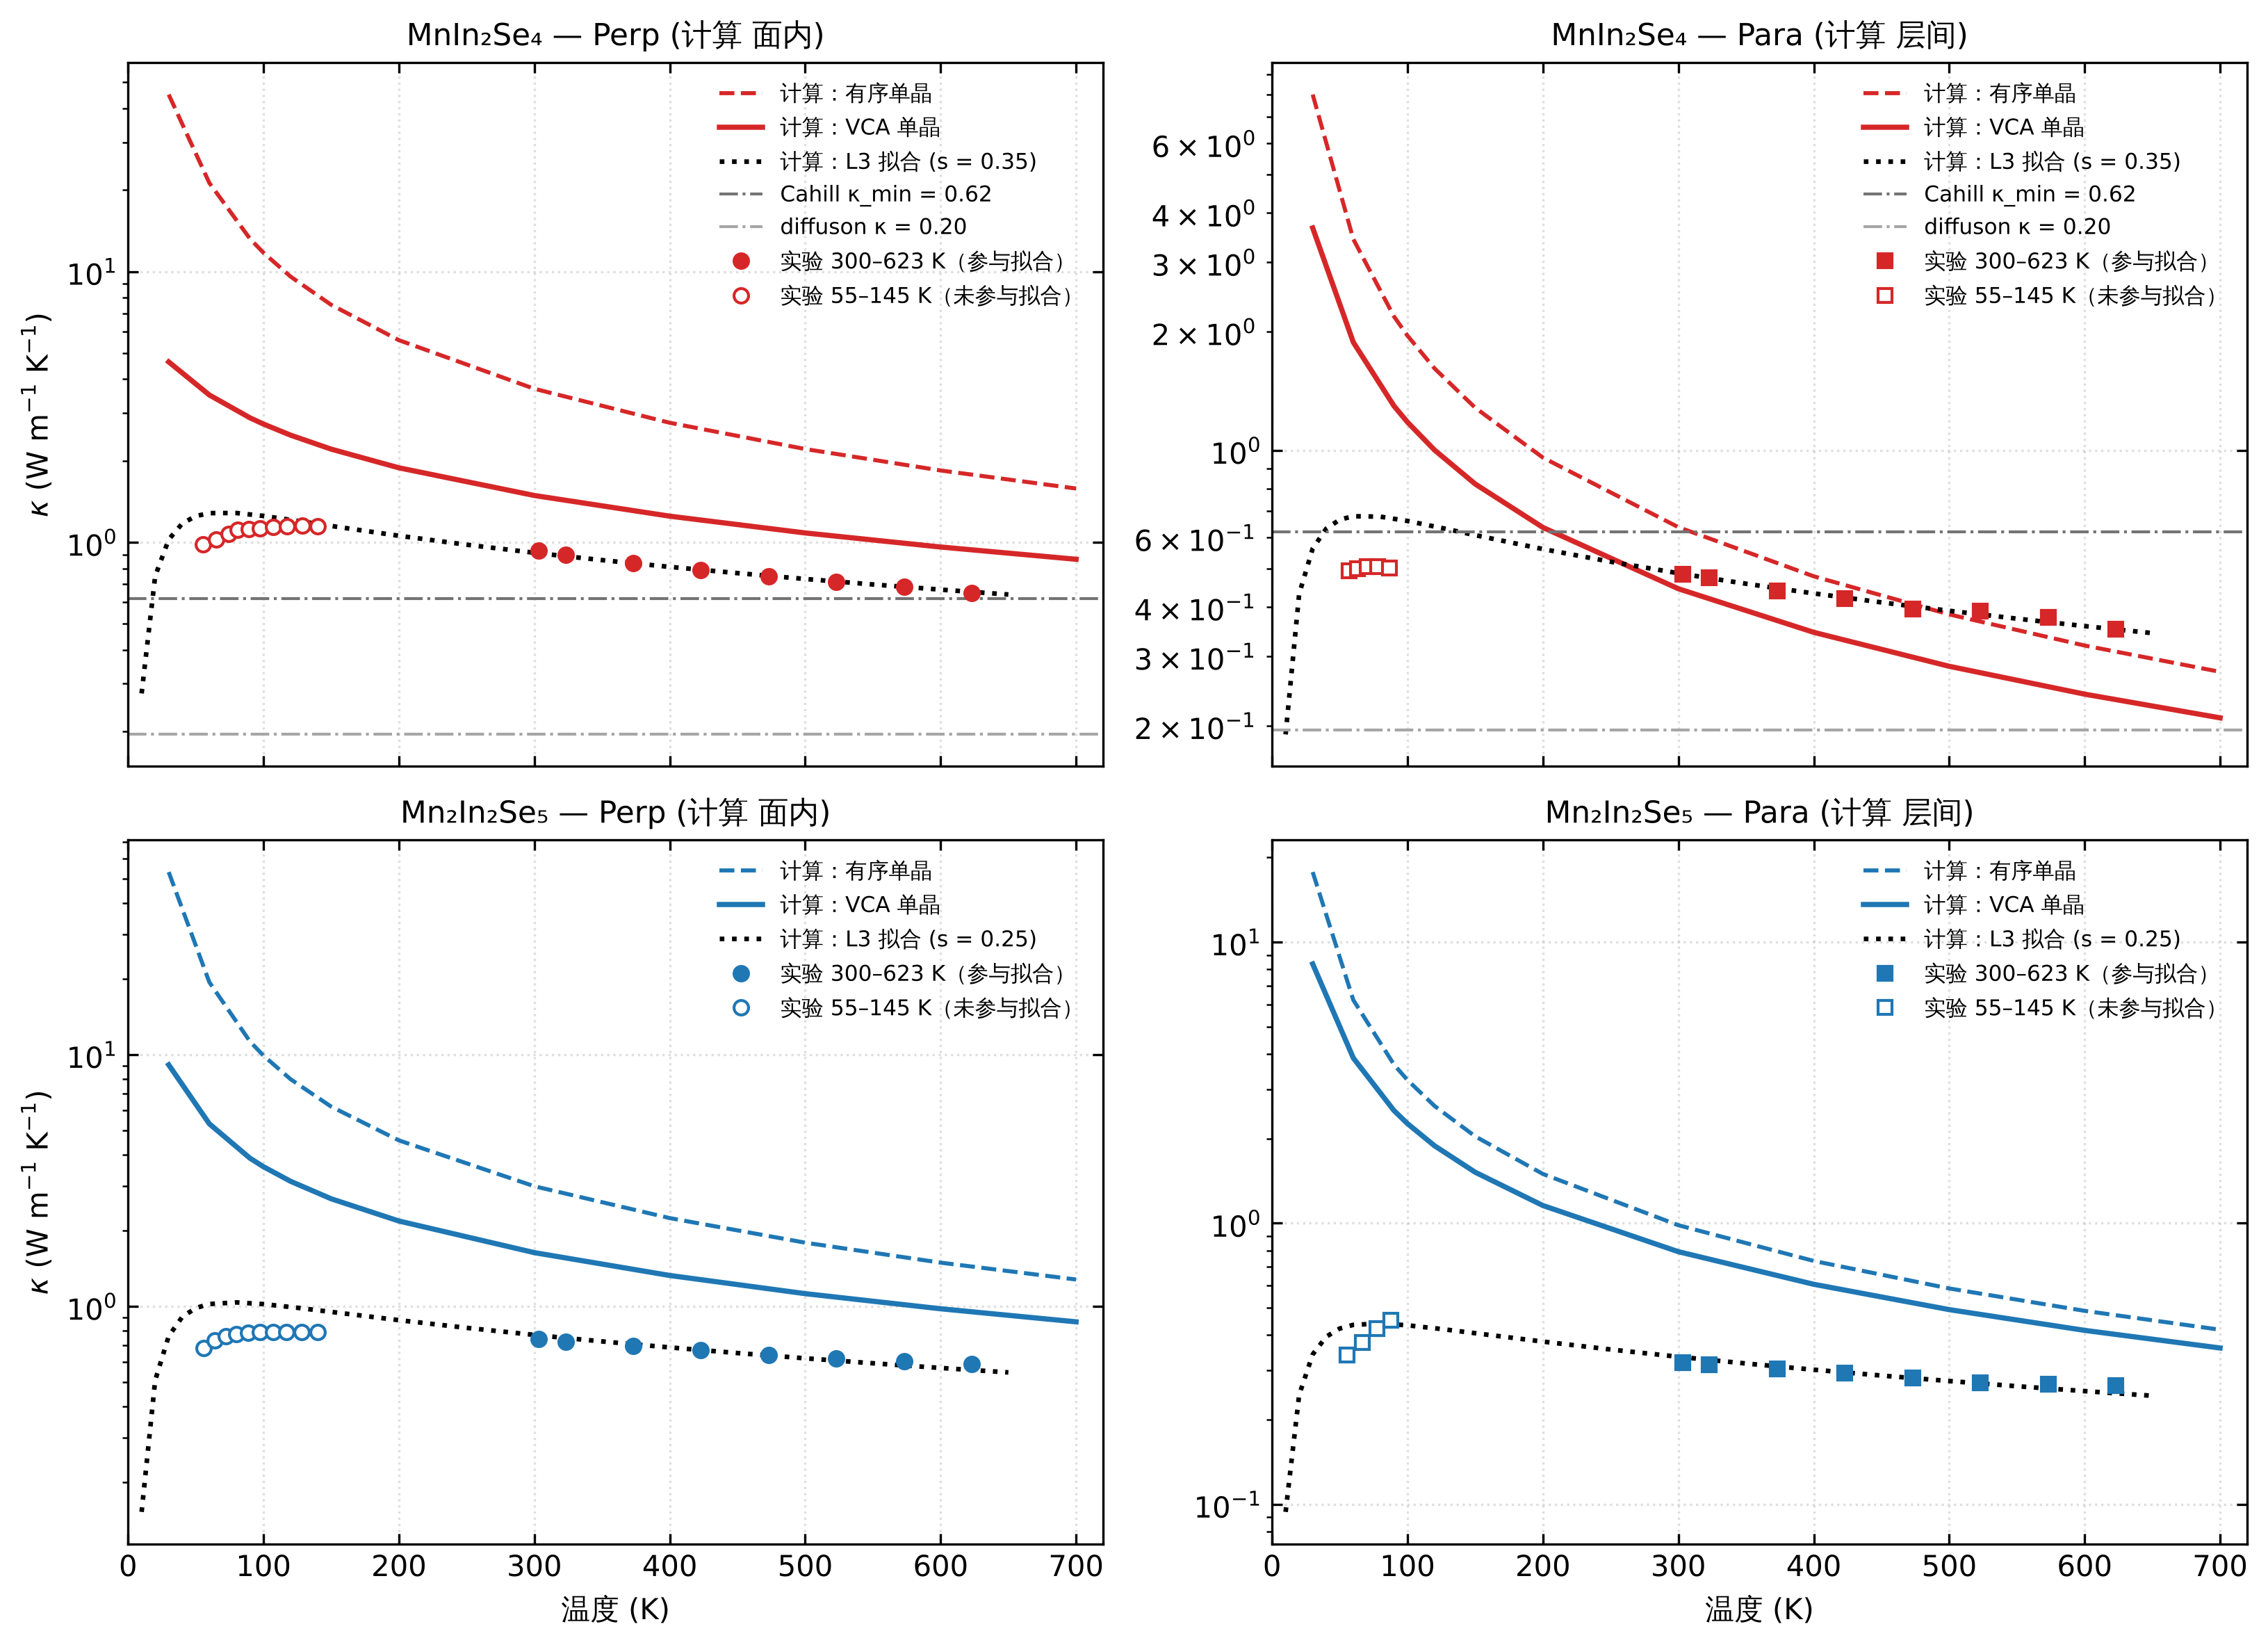 MnIn₂Se₄ — Perp (计算 面内)
计算：有序单晶
计算：VCA 单晶
计算：L3 拟合 (s = 0.35)
Cahill κ_min = 0.62
diffuson κ = 0.20
实验 300–623 K（参与拟合）
实验 55–145 K（未参与拟合）
10¹
10⁰
κ (W m⁻¹ K⁻¹)
MnIn₂Se₄ — Para (计算 层间)
计算：有序单晶
计算：VCA 单晶
计算：L3 拟合 (s = 0.35)
Cahill κ_min = 0.62
diffuson κ = 0.20
实验 300–623 K（参与拟合）
实验 55–145 K（未参与拟合）
6 × 10⁰
4 × 10⁰
3 × 10⁰
2 × 10⁰
10⁰
6 × 10⁻¹
4 × 10⁻¹
3 × 10⁻¹
2 × 10⁻¹
Mn₂In₂Se₅ — Perp (计算 面内)
计算：有序单晶
计算：VCA 单晶
计算：L3 拟合 (s = 0.25)
实验 300–623 K（参与拟合）
实验 55–145 K（未参与拟合）
10¹
10⁰
κ (W m⁻¹ K⁻¹)
0 100 200 300 400 500 600 700
温度 (K)
Mn₂In₂Se₅ — Para (计算 层间)
计算：有序单晶
计算：VCA 单晶
计算：L3 拟合 (s = 0.25)
实验 300–623 K（参与拟合）
实验 55–145 K（未参与拟合）
10¹
10⁰
10⁻¹
0 100 200 300 400 500 600 700
温度 (K)